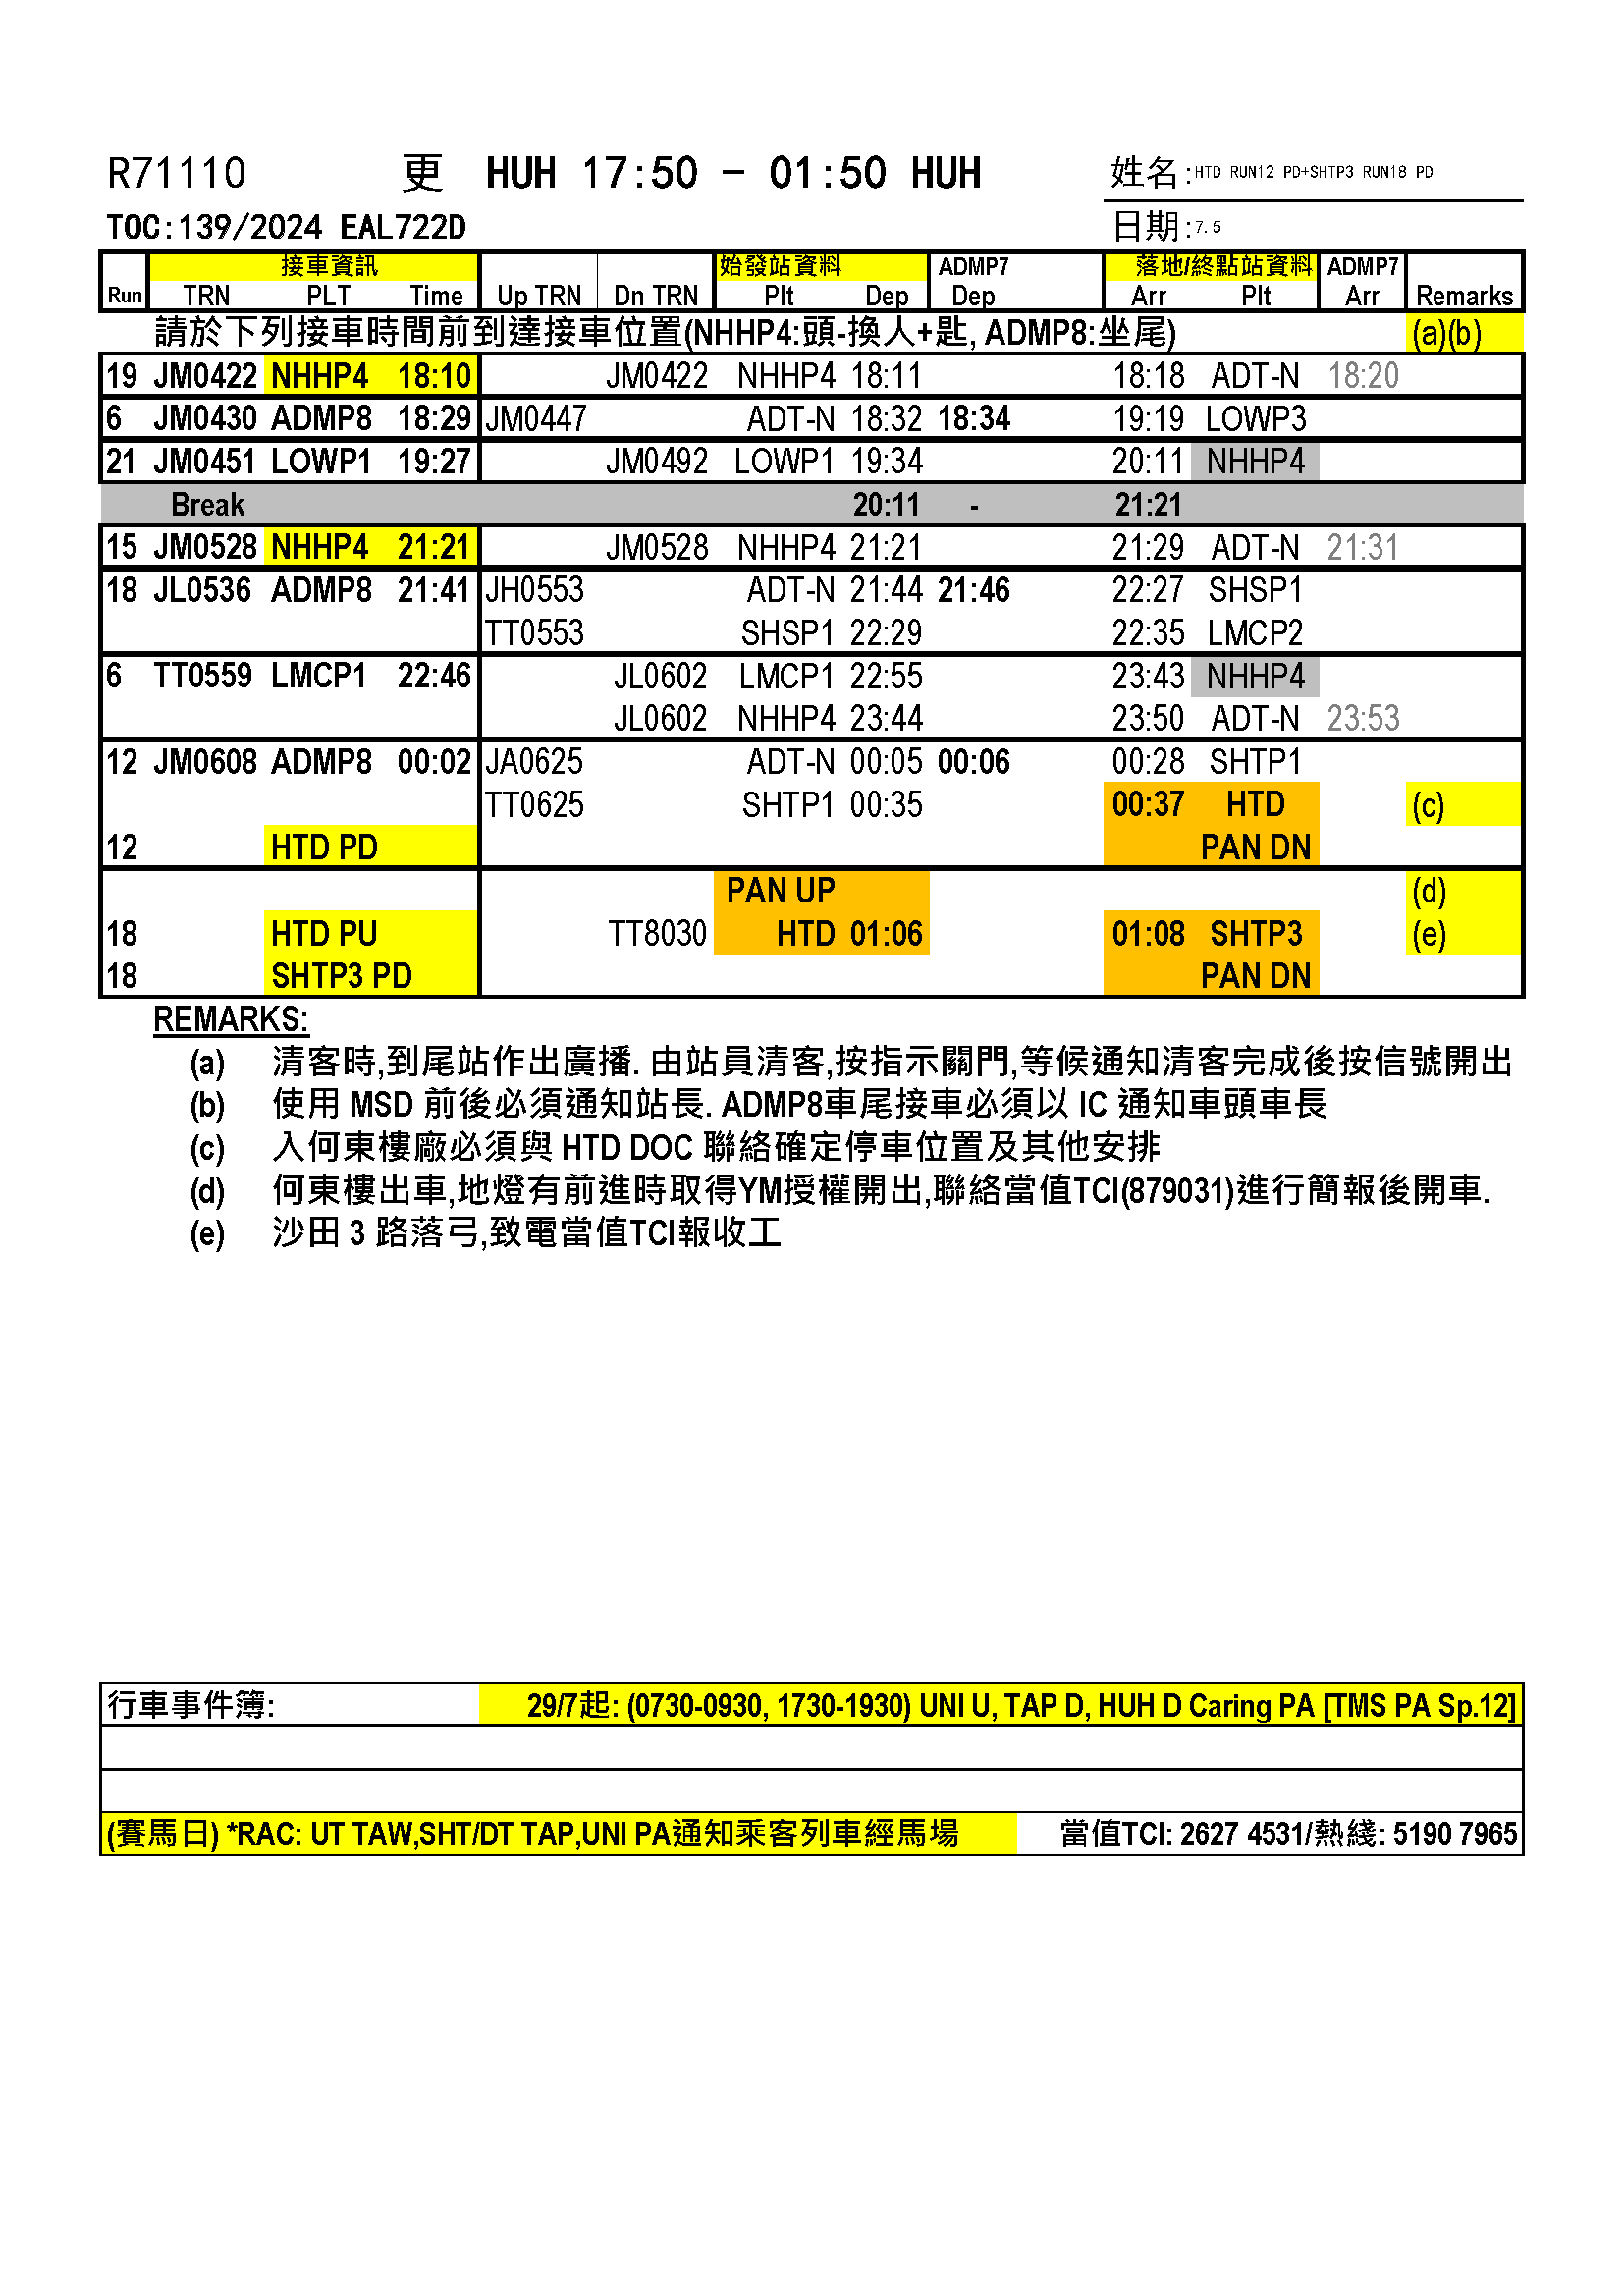 R71110 更 HUH 17:50 - 01:50 HUH 姓名:HTD RUN12 PD+SHTP3 RUN18 PD
TOC:139/2024 EAL722D 日期:7.5
接車資訊 始發站資料 ADMP7 落地/終點站資料 ADMP7
Run TRN PLT Time Up TRN Dn TRN Plt Dep Dep Arr Plt Arr Remarks
請於下列接車時間前到達接車位置(NHHP4:頭-換人+匙, ADMP8:坐尾) (a)(b)
19 JM0422 NHHP4 18:10 JM0422 NHHP4 18:11 18:18 ADT-N 18:20
6 JM0430 ADMP8 18:29 JM0447 ADT-N 18:32 18:34 19:19 LOWP3
21 JM0451 LOWP1 19:27 JM0492 LOWP1 19:34 20:11 NHHP4
Break 20:11 - 21:21
15 JM0528 NHHP4 21:21 JM0528 NHHP4 21:21 21:29 ADT-N 21:31
18 JL0536 ADMP8 21:41 JH0553 ADT-N 21:44 21:46 22:27 SHSP1
TT0553 SHSP1 22:29 22:35 LMCP2
6 TT0559 LMCP1 22:46 JL0602 LMCP1 22:55 23:43 NHHP4
JL0602 NHHP4 23:44 23:50 ADT-N 23:53
12 JM0608 ADMP8 00:02 JA0625 ADT-N 00:05 00:06 00:28 SHTP1
TT0625 SHTP1 00:35 00:37 HTD (c)
12 HTD PD PAN DN
PAN UP (d)
18 HTD PU TT8030 HTD 01:06 01:08 SHTP3 (e)
18 SHTP3 PD PAN DN
REMARKS:
(a) 清客時,到尾站作出廣播. 由站員清客,按指示關門,等候通知清客完成後按信號開出
(b) 使用 MSD 前後必須通知站長. ADMP8車尾接車必須以 IC 通知車頭車長
(c) 入何東樓廠必須與 HTD DOC 聯絡確定停車位置及其他安排
(d) 何東樓出車,地燈有前進時取得YM授權開出,聯絡當值TCI(879031)進行簡報後開車.
(e) 沙田 3 路落弓,致電當值TCI報收工
行車事件簿: 29/7起: (0730-0930, 1730-1930) UNI U, TAP D, HUH D Caring PA [TMS PA Sp.12]
(賽馬日) *RAC: UT TAW,SHT/DT TAP,UNI PA通知乘客列車經馬場 當值TCI: 2627 4531/熱綫: 5190 7965